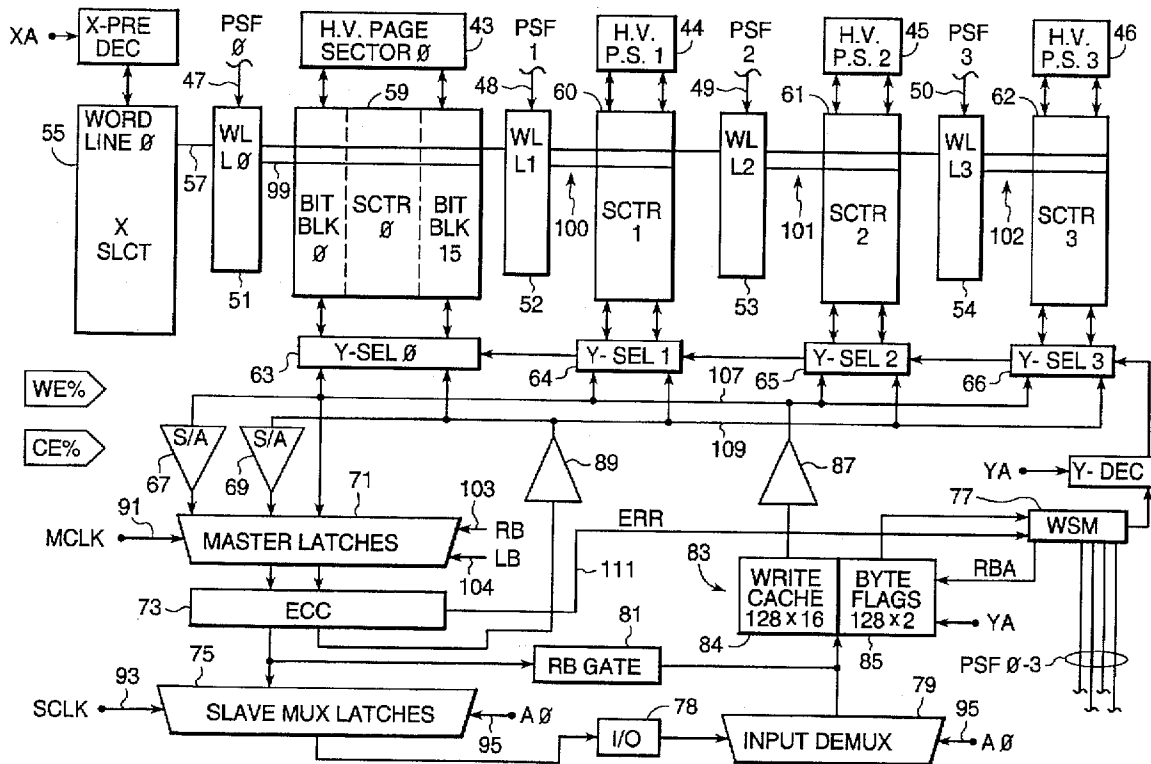 XA
X-PRE
DEC
PSF
Ø
47
H.V. PAGE
SECTOR Ø
43
PSF
1
48
H.V.
P.S. 1
44
PSF
2
49
H.V.
P.S. 2
45
PSF
3
50
H.V.
P.S. 3
46
55
WORD
LINE Ø
X
SLCT
57
WL
LØ
99
51
59
BIT
BLK
Ø
SCTR
Ø
BIT
BLK
15
WL
L1
52
60
100
SCTR
1
WL
L2
53
61
101
SCTR
2
WL
L3
54
62
102
SCTR
3
63
Y-SEL Ø
64
Y- SEL 1
65
Y- SEL 2
66
Y- SEL 3
107
109
WE%
CE%
S/A
67
S/A
69
71
89
87
YA
Y- DEC
77
WSM
MCLK
91
MASTER LATCHES
103
RB
LB
104
ERR
111
RBA
83
WRITE
CACHE
128 x 16
84
BYTE
FLAGS
128 x 2
85
YA
73
ECC
81
RB GATE
PSF Ø-3
75
SCLK
93
SLAVE MUX LATCHES
AØ
95
78
I/O
79
INPUT DEMUX
95
AØ